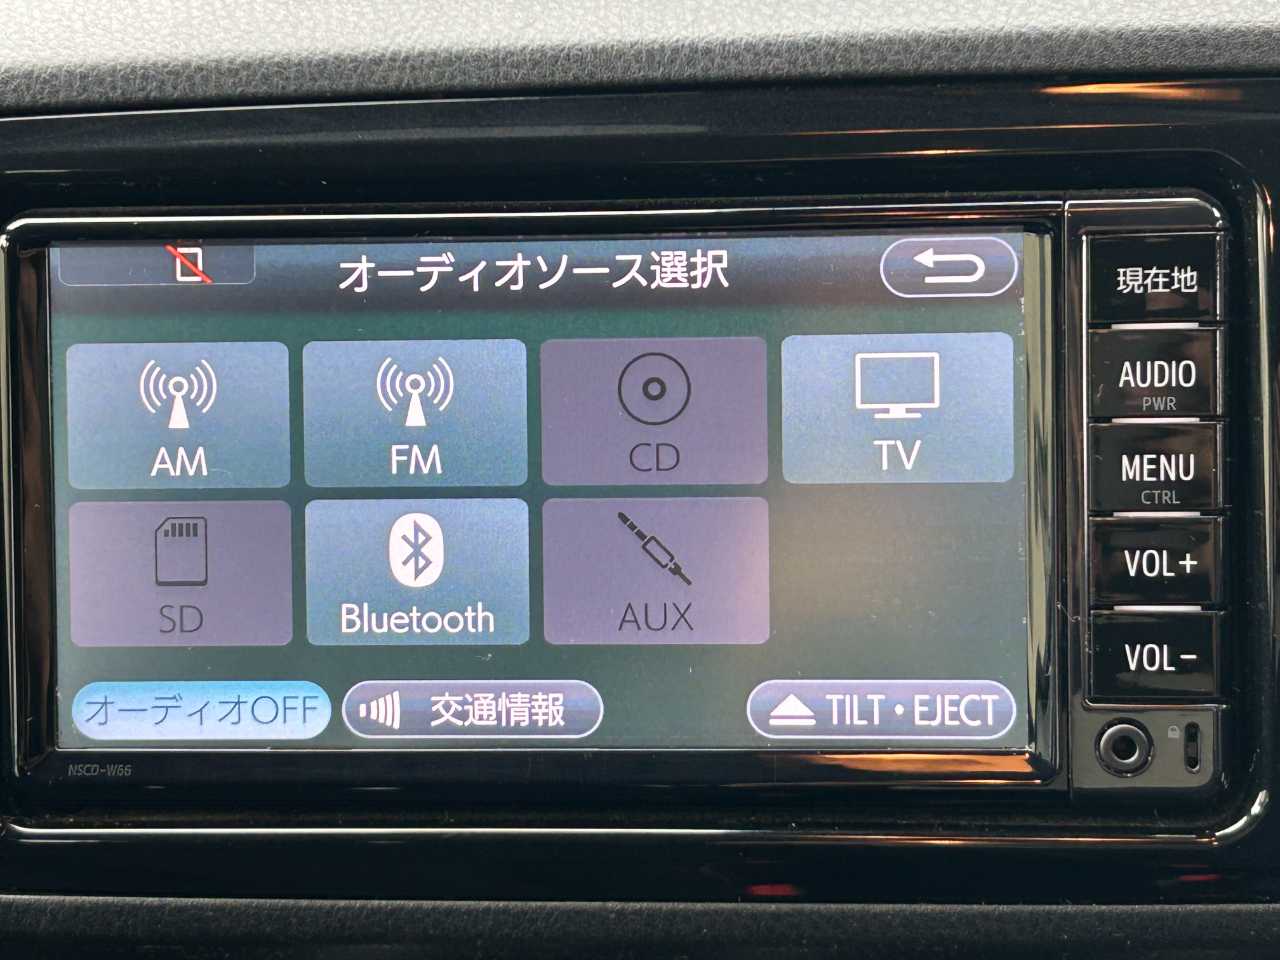 オーディオソース選択
AM
FM
CD
TV
SD
Bluetooth
AUX
オーディオOFF
交通情報
TILT・EJECT
NSCD-W66
現在地
AUDIO
PWR
MENU
CTRL
VOL+
VOL-